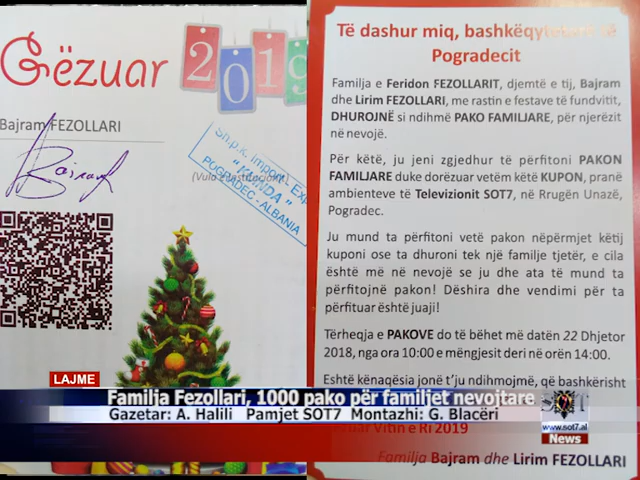 Gëzuar
2019
Bajram FEZOLLARI
(Vula e Institucionit)
Sh.p.k. Import - Exp
"KUNDA"
POGRADEC - ALBANIA
Të dashur miq, bashkëqytetarë të
Pogradecit
Familja e Feridon FEZOLLARIT, djemtë e tij, Bajram
dhe Lirim FEZOLLARI, me rastin e festave të fundvitit,
DHUROJNË si ndihmë PAKO FAMILJARE, për njerëzit
në nevojë.
Për këtë, ju jeni zgjedhur të përfitoni PAKON
FAMILJARE duke dorëzuar vetëm këtë KUPON, pranë
ambienteve të Televizionit SOT7, në Rrugën Unazë,
Pogradec.
Ju mund ta përfitoni vetë pakon nëpërmjet këtij
kuponi ose ta dhuroni tek një familje tjetër, e cila
është më në nevojë se ju dhe ata të mund ta
përfitojnë pakon! Dëshira dhe vendimi për ta
përfituar është juaji!
Tërheqja e PAKOVE do të bëhet më datën 22 Dhjetor
2018, nga ora 10:00 e mëngjesit deri në orën 14:00.
Eshtë kënaqësia jonë t'ju ndihmojmë, që bashkërisht
Vitin e Ri 2019
Familja Bajram dhe Lirim FEZOLLARI
LAJME
Familja Fezollari, 1000 pako për familjet nevojtare
Gazetar: A. Halili Pamjet SOT7 Montazhi: G. Blacëri
www.sot7.al
News